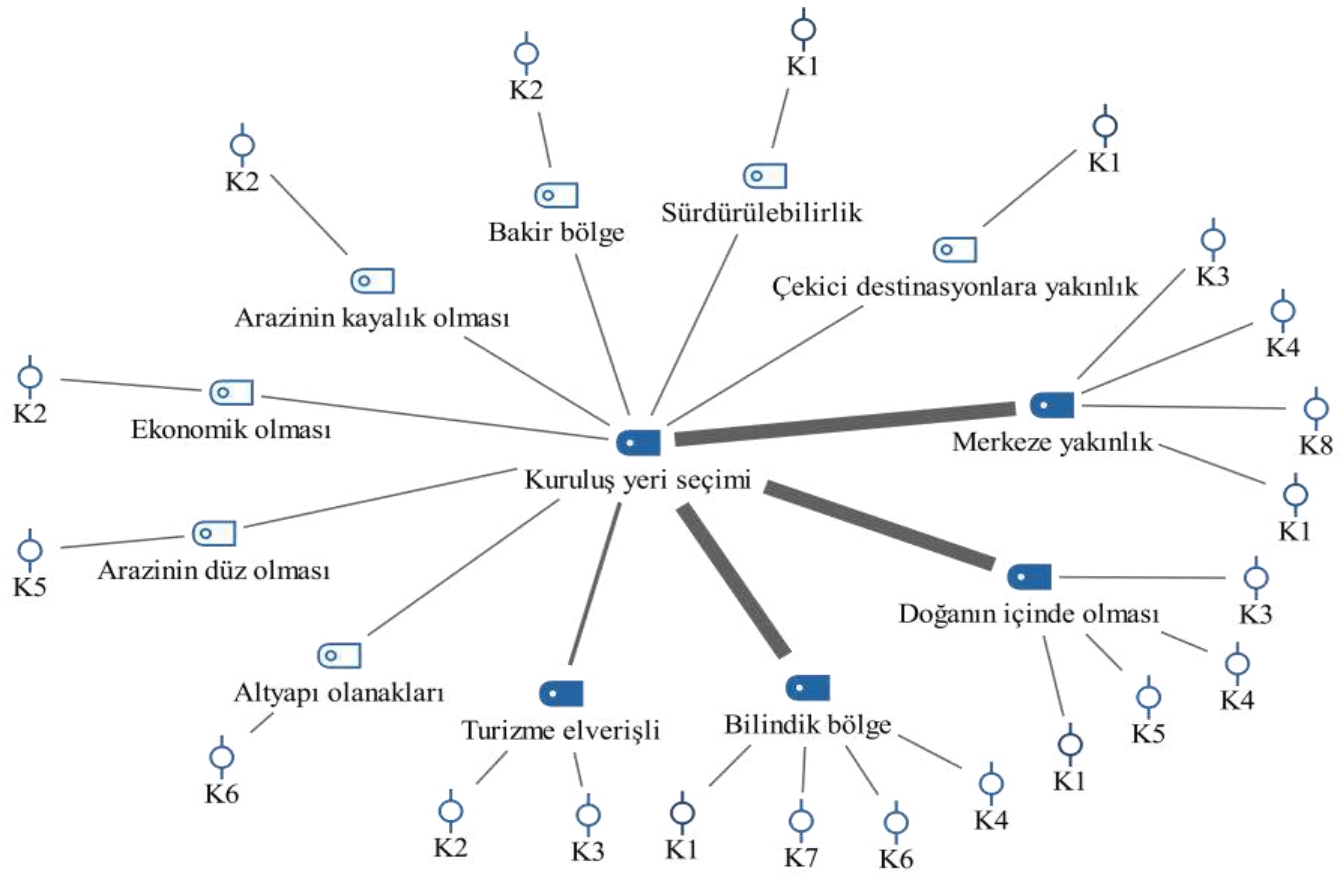 K1
K2
K1
K2
Sürdürülebilirlik
Bakir bölge
K3
Çekici destinasyonlara yakınlık
Arazinin kayalık olması
K4
K2
Ekonomik olması
Merkeze yakınlık
K8
Kuruluş yeri seçimi
K1
Arazinin düz olması
K5
Doğanın içinde olması
K3
Altyapı olanakları
K4
Turizme elverişli
Bilindik bölge
K5
K1
K6
K2
K3
K1
K7
K6
K4